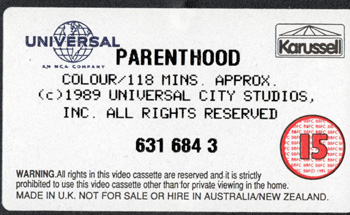 UNIVERSAL
AN MCA COMPANY
Karussell
PARENTHOOD
COLOUR/118 MINS. APPROX.
(c)1989 UNIVERSAL CITY STUDIOS,
INC. ALL RIGHTS RESERVED
631 684 3
15
WARNING.All rights in this video cassette are reserved and it is strictly
prohibited to use this video cassette other than for private viewing in the home.
MADE IN U.K. NOT FOR SALE OR HIRE IN AUSTRALIA/NEW ZEALAND.